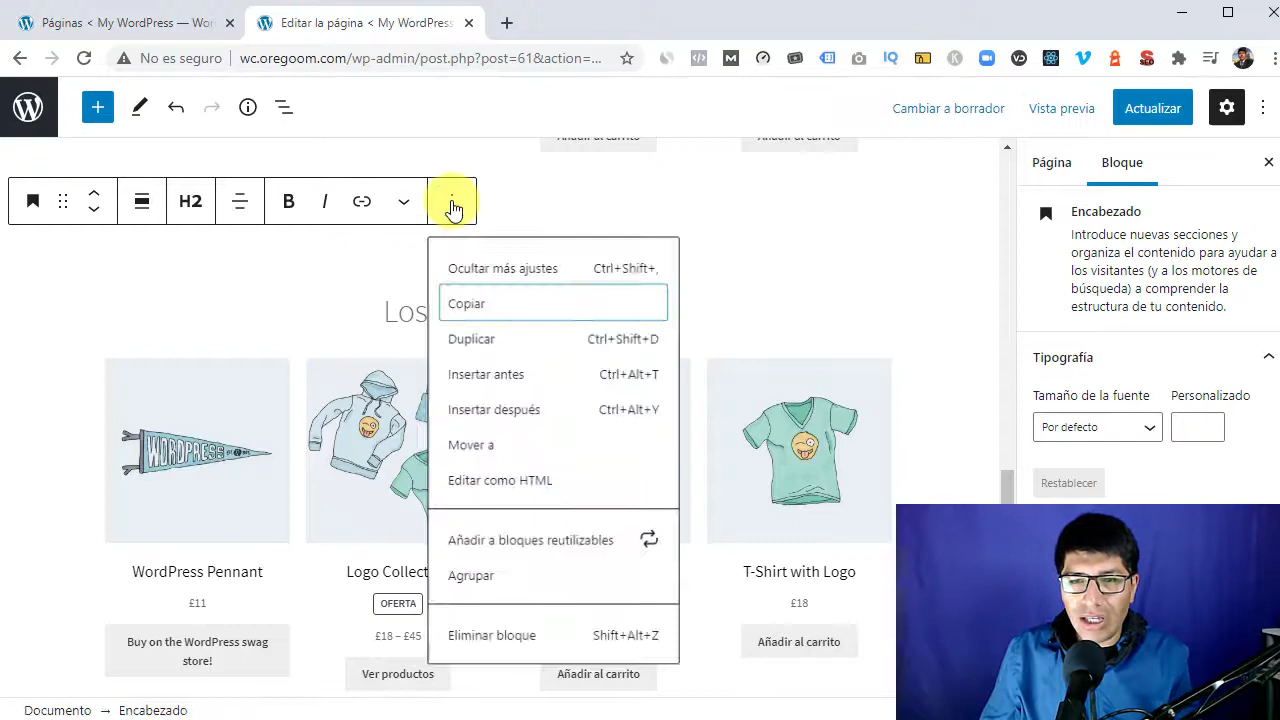 Páginas < My WordPress — Wor
Editar la página < My WordPress
No es seguro
wc.oregoom.com/wp-admin/post.php?post=61&action=...
Cambiar a borrador
Vista previa
Actualizar
Añadir al carrito
Añadir al carrito
H2
B
I
Página
Bloque
Encabezado
Introduce nuevas secciones y
organiza el contenido para ayudar a
los visitantes (y a los motores de
búsqueda) a comprender la
estructura de tu contenido.
Tipografía
Tamaño de la fuente
Personalizado
Por defecto
Restablecer
Ocultar más ajustes Ctrl+Shift+,
Copiar
Duplicar Ctrl+Shift+D
Insertar antes Ctrl+Alt+T
Insertar después Ctrl+Alt+Y
Mover a
Editar como HTML
Añadir a bloques reutilizables
Agrupar
Eliminar bloque Shift+Alt+Z
Los
WORDPRESS
WordPress Pennant
£11
Buy on the WordPress swag
store!
Logo Collect
OFERTA
£18 – £45
Ver productos
Añadir al carrito
T-Shirt with Logo
£18
Añadir al carrito
Documento → Encabezado